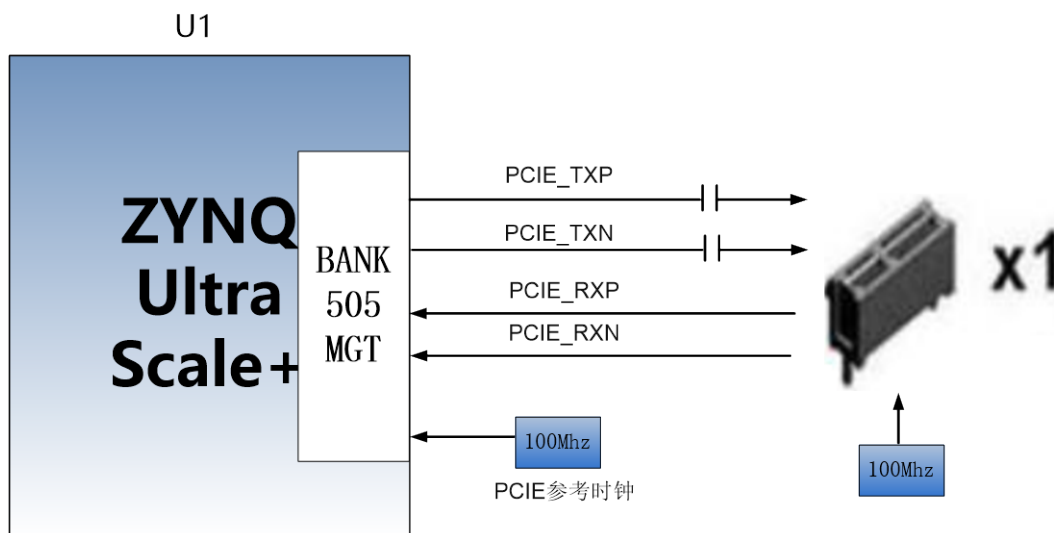 U1
ZYNQ
Ultra
Scale+
BANK
505
MGT
PCIE_TXP
PCIE_TXN
PCIE_RXP
PCIE_RXN
100Mhz
PCIE参考时钟
x1
100Mhz